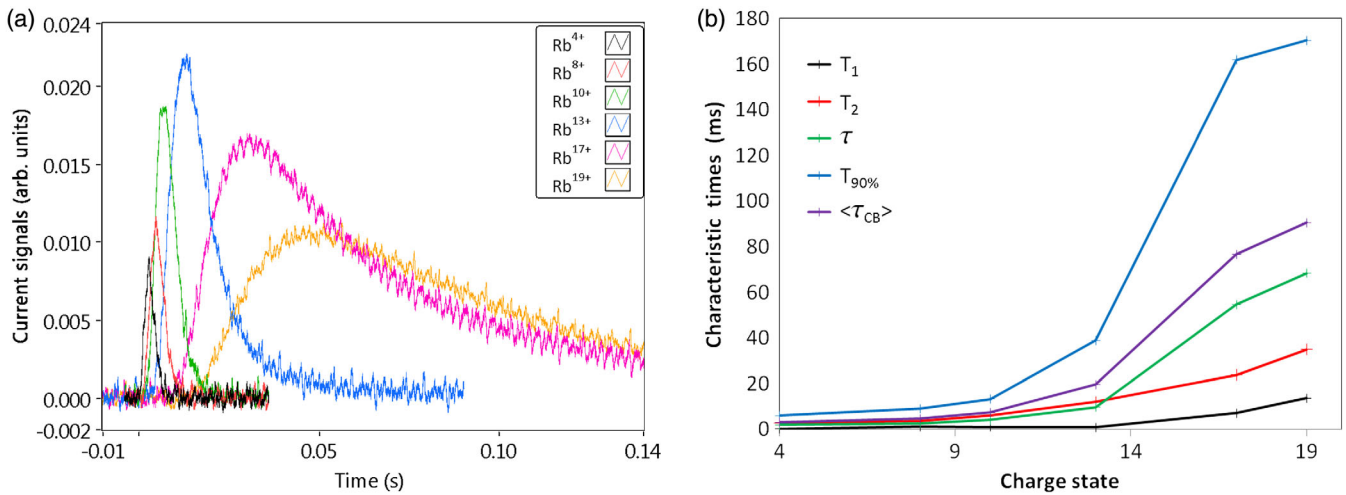 (a)
0.024
0.020
0.015
0.010
0.005
0.000
-0.002
Current signals (arb. units)
-0.01
0.05
0.10
0.14
Time (s)
Rb4+
Rb8+
Rb10+
Rb13+
Rb17+
Rb19+
(b)
180
160
140
120
100
80
60
40
20
0
Characteristic times (ms)
4
9
14
19
Charge state
T1
T2
τ
T90%
<τCB>